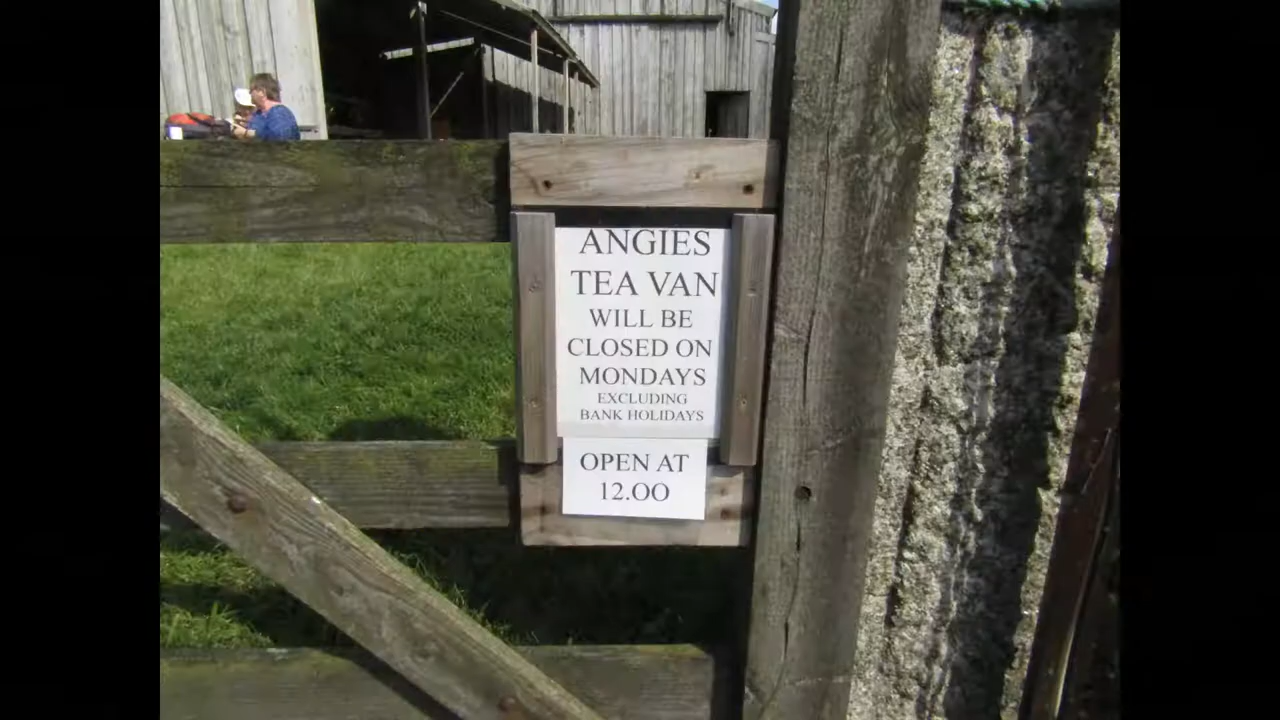 ANGIES
TEA VAN
WILL BE
CLOSED ON
MONDAYS
EXCLUDING
BANK HOLIDAYS
OPEN AT
12.OO